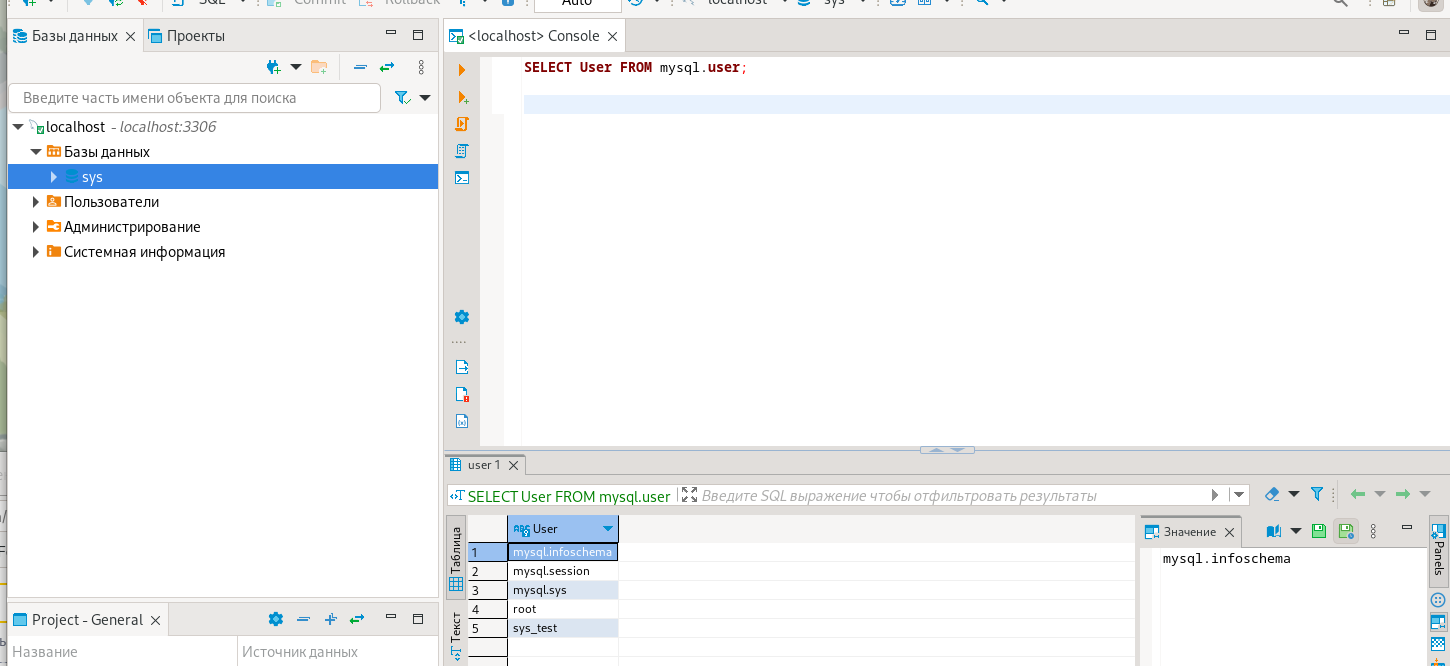 SQL Commit Rollback Auto localhost sys
Базы данных Проекты
<localhost> Console
Введите часть имени объекта для поиска
localhost - localhost:3306
Базы данных
sys
Пользователи
Администрирование
Системная информация
SELECT User FROM mysql.user;
user 1
SELECT User FROM mysql.user Введите SQL выражение чтобы отфильтровать результаты
Таблица
Текст
ABC User
1 mysql.infoschema
2 mysql.session
3 mysql.sys
4 root
5 sys_test
Значение
mysql.infoschema
Panels
Project - General
Название Источник данных